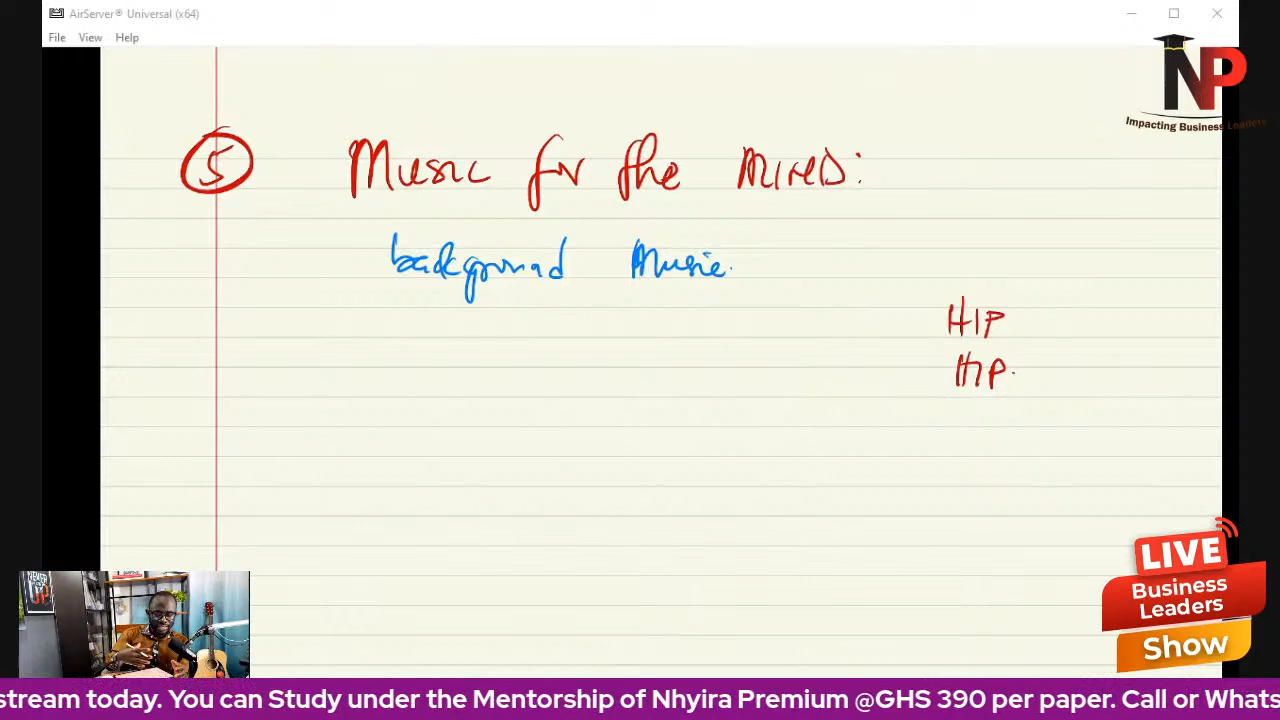 AirServer® Universal (x64)
File View Help
NP
Impacting Business Leaders
5 Music for the Mind:
background Music.
HIP
HIP.
LIVE
Business
Leaders
Show
stream today. You can Study under the Mentorship of Nhyira Premium @GHS 390 per paper. Call or Whats